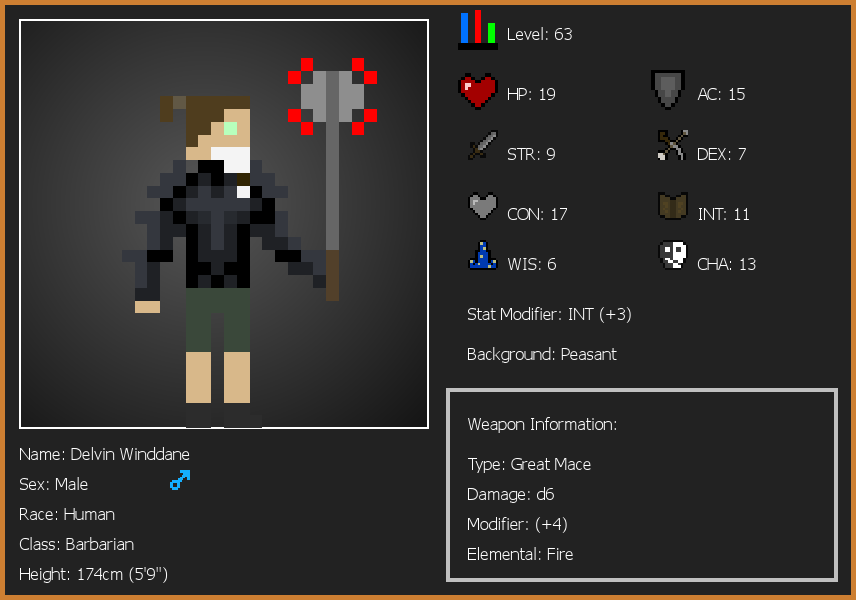 Level: 63
HP: 19
AC: 15
STR: 9
DEX: 7
CON: 17
INT: 11
WIS: 6
CHA: 13
Stat Modifier: INT (+3)
Background: Peasant
Name: Delvin Winddane
Sex: Male
Race: Human
Class: Barbarian
Height: 174cm (5'9")
Weapon Information:
Type: Great Mace
Damage: d6
Modifier: (+4)
Elemental: Fire